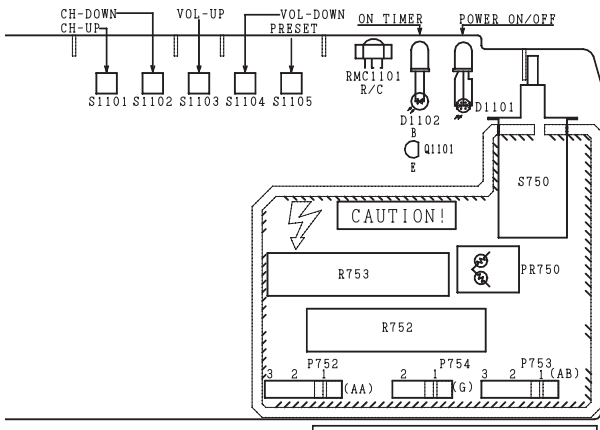 CH-DOWN VOL-UP VOL-DOWN ON TIMER POWER ON/OFF
CH-UP PRESET
RMC1101
R/C
S1101 S1102 S1103 S1104 S1105
D1101
D1102
B
Q1101
E
S750
CAUTION!
R753
PR750
R752
P752 P754 P753
3 2 1 (AA) 2 1 (G) 3 2 1 (AB)